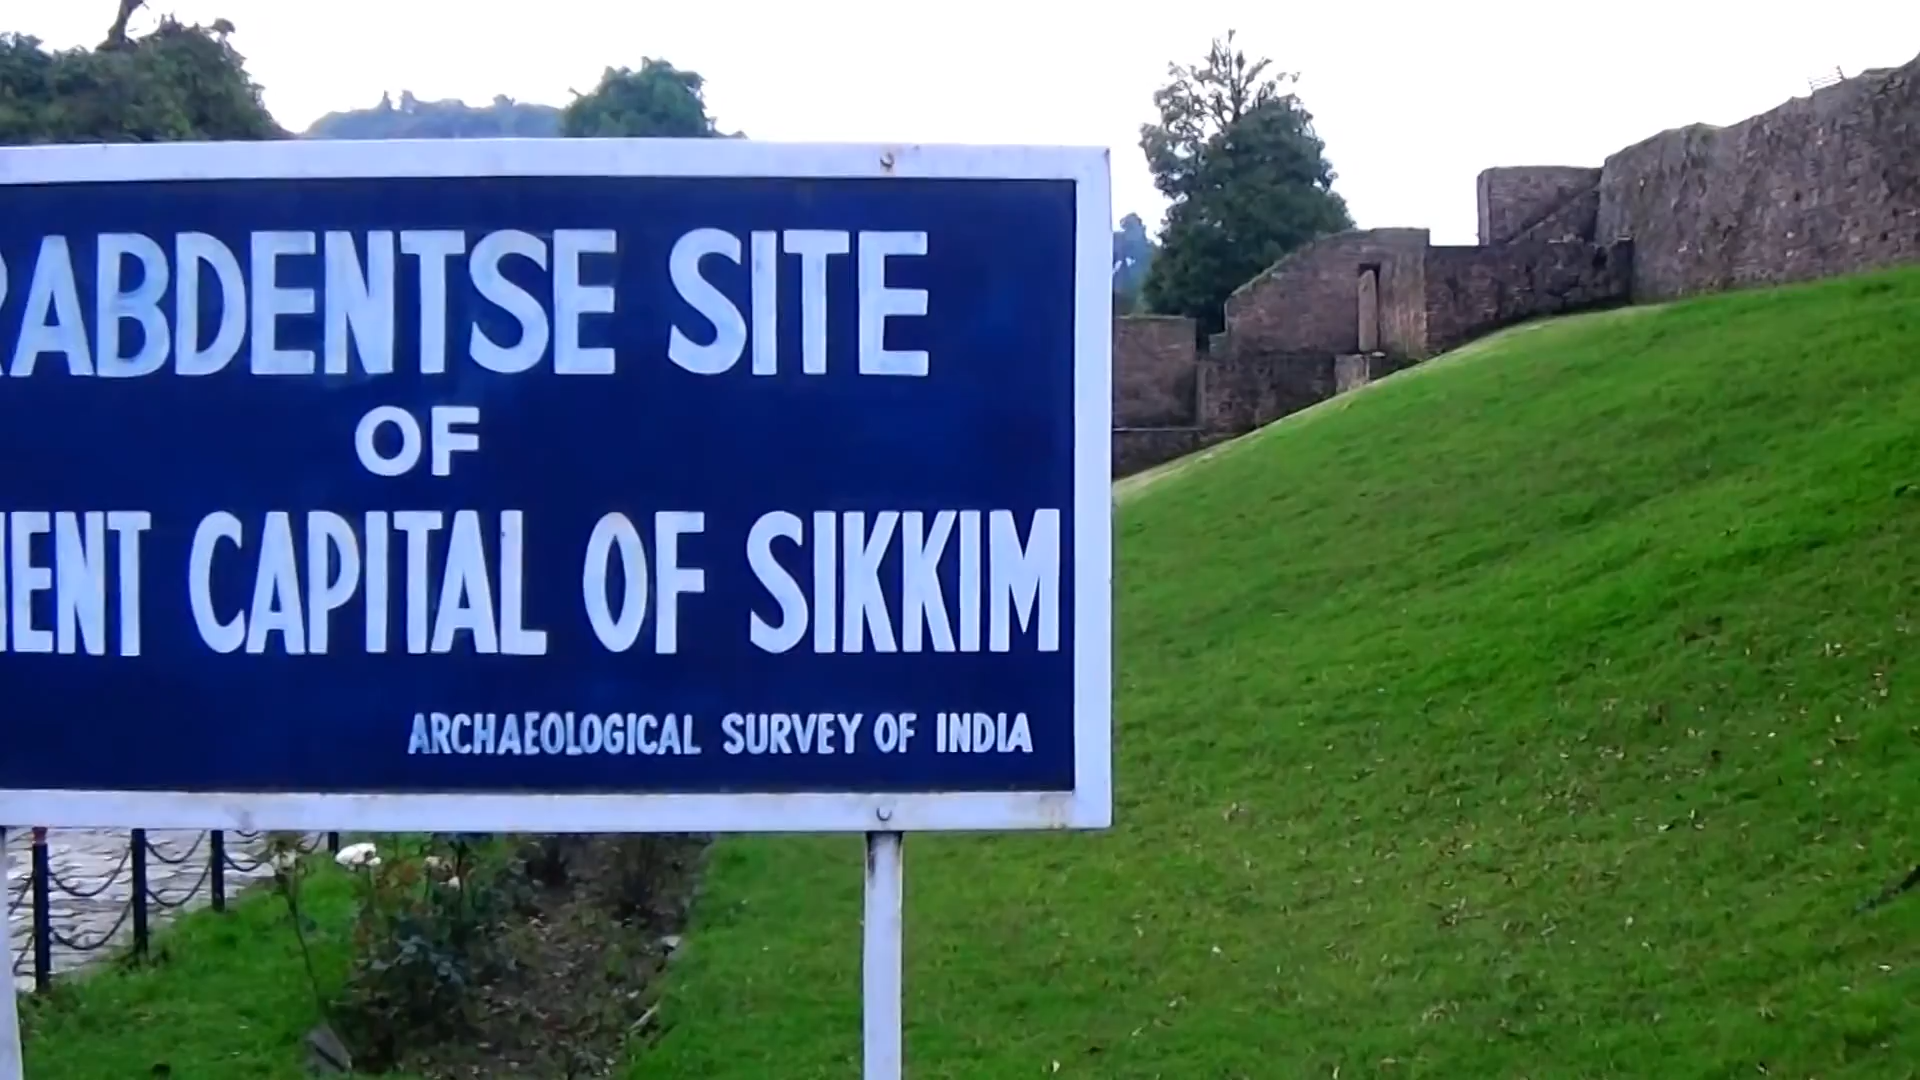 RABDENTSE SITE
OF
IENT CAPITAL OF SIKKIM
ARCHAEOLOGICAL SURVEY OF INDIA